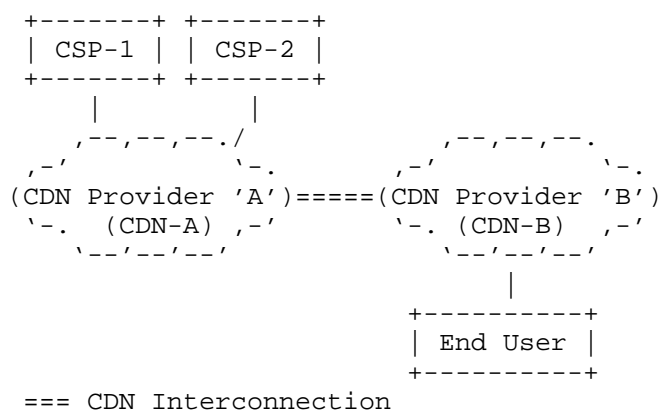 +-------+ +-------+
| CSP-1 | | CSP-2 |
+-------+ +-------+
| |
,--,--,--./ ,--,--,--.
,-' `-. ,-' `-.
(CDN Provider 'A')=====(CDN Provider 'B')
`-. (CDN-A) ,-' `-. (CDN-B) ,-'
`--'--'--' `--'--'--'
|
+----------+
| End User |
+----------+
=== CDN Interconnection